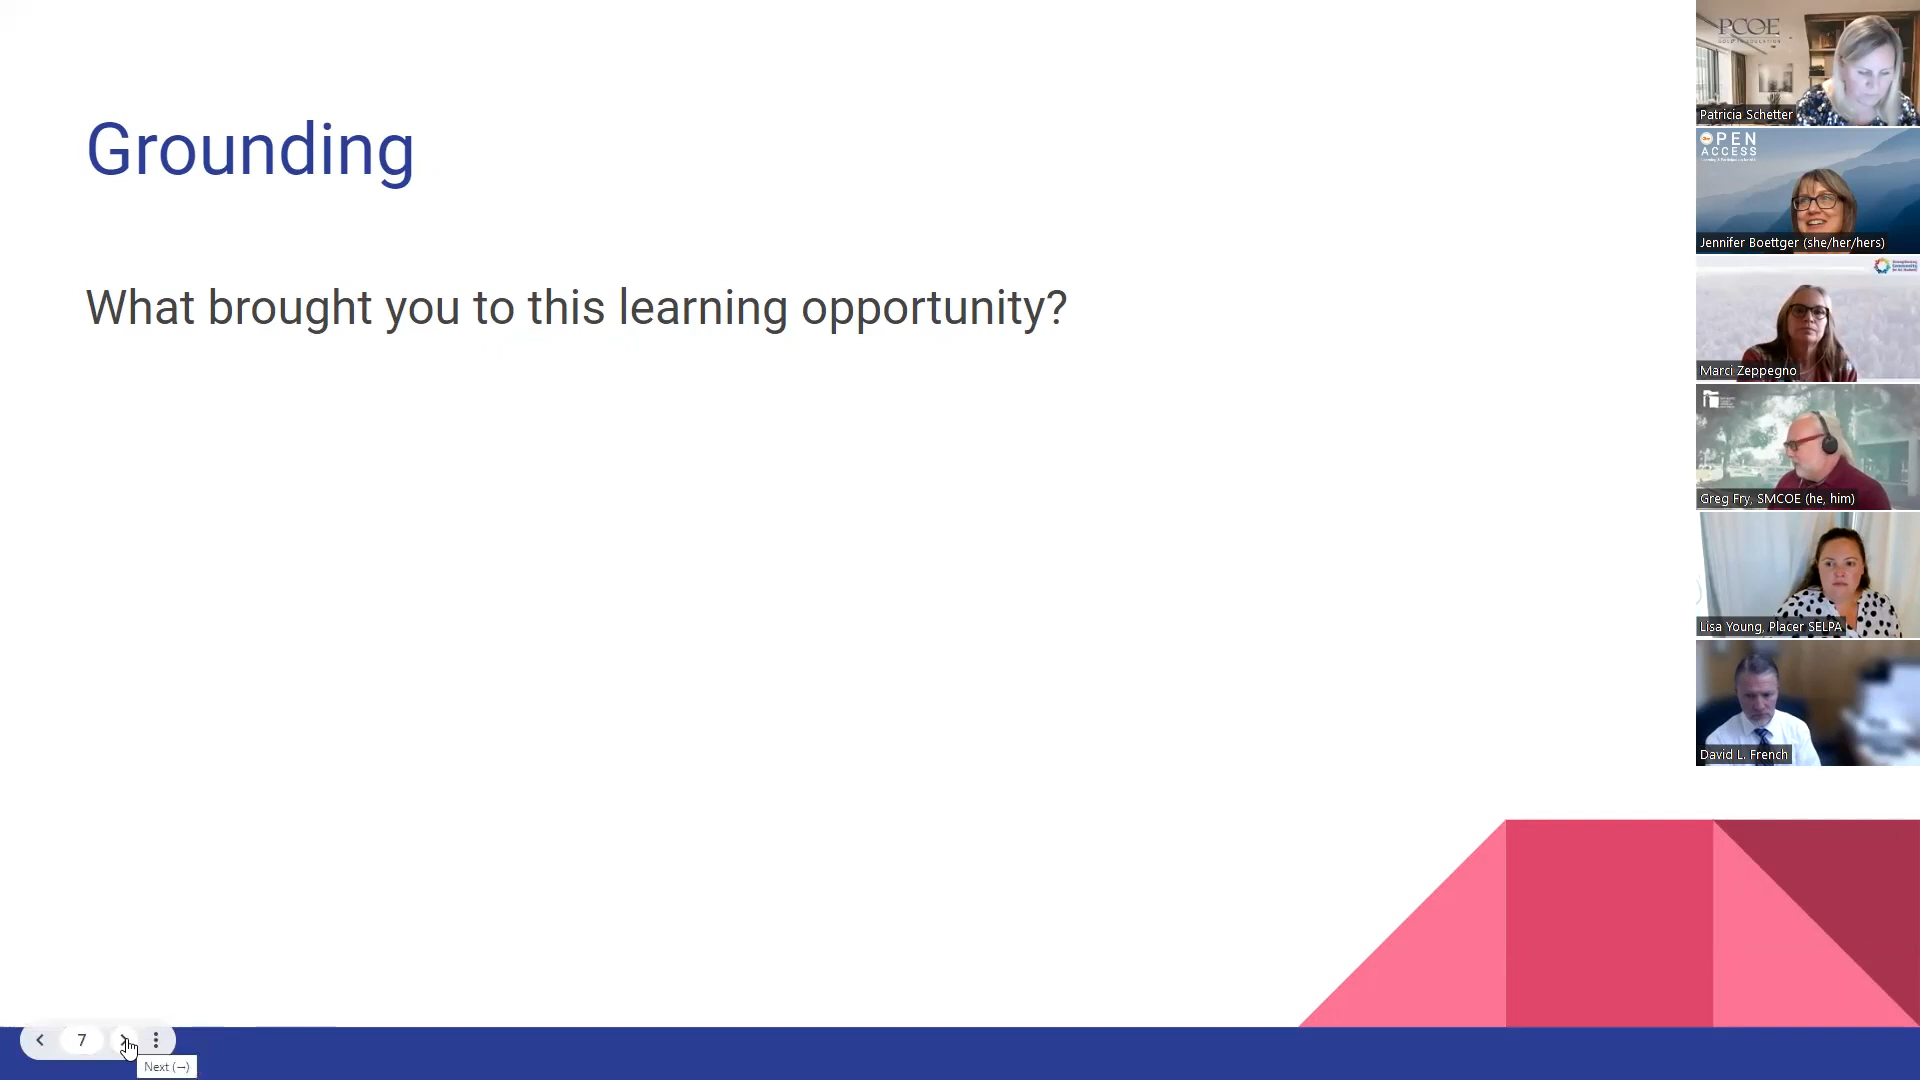 Grounding
What brought you to this learning opportunity?
PCOE
Patricia Schetter
OPEN
ACCESS
Jennifer Boettger (she/her/hers)
Marci Zeppegno
Greg Fry, SMCOE (he, him)
Lisa Young, Placer SELPA
David L. French
7
Next (→)